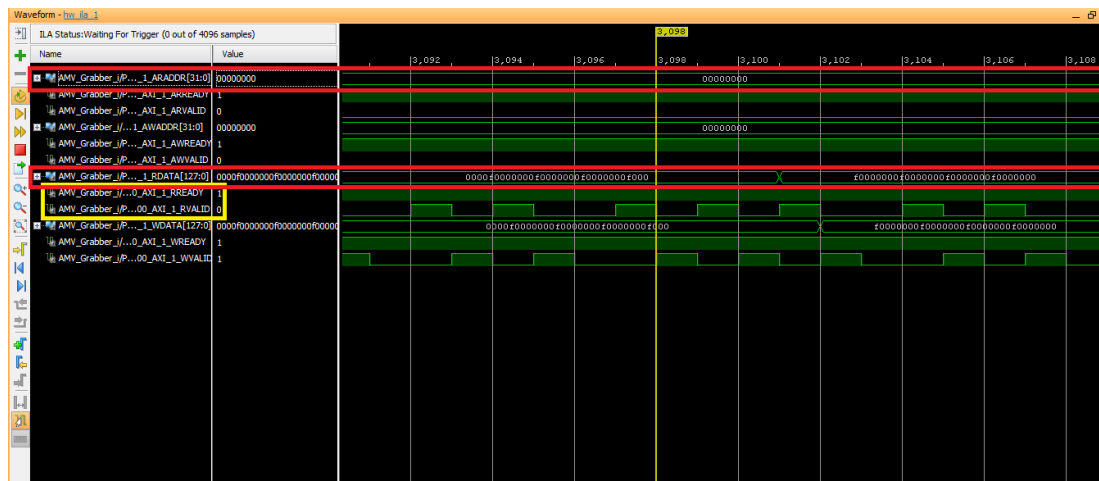 Waveform - hw_ila_1
ILA Status:Waiting For Trigger (0 out of 4096 samples)
3,098
Name Value
3,092 3,094 3,096 3,098 3,100 3,102 3,104 3,106 3,108
AMV_Grabber_i/P..._1_ARADDR[31:0] 00000000 00000000
AMV_Grabber_i/P..._AXI_1_ARREADY 1
AMV_Grabber_i/P..._AXI_1_ARVALID 0
AMV_Grabber_i/...1_AWADDR[31:0] 00000000 00000000
AMV_Grabber_i/P..._AXI_1_AWREADY 1
AMV_Grabber_i/P..._AXI_1_AWVALID 0
AMV_Grabber_i/P..._1_RDATA[127:0] 0000f0000000f0000000f00000 0000f0000000f0000000f0000000f000 f0000000f0000000f0000000f0000000
AMV_Grabber_i/...0_AXI_1_RREADY 1
AMV_Grabber_i/P...00_AXI_1_RVALID 0
AMV_Grabber_i/P..._1_WDATA[127:0] 0000f0000000f0000000f00000 0000f0000000f0000000f0000000f000 f0000000f0000000f0000000f0000000
AMV_Grabber_i/...0_AXI_1_WREADY 1
AMV_Grabber_i/P...00_AXI_1_WVALID 1